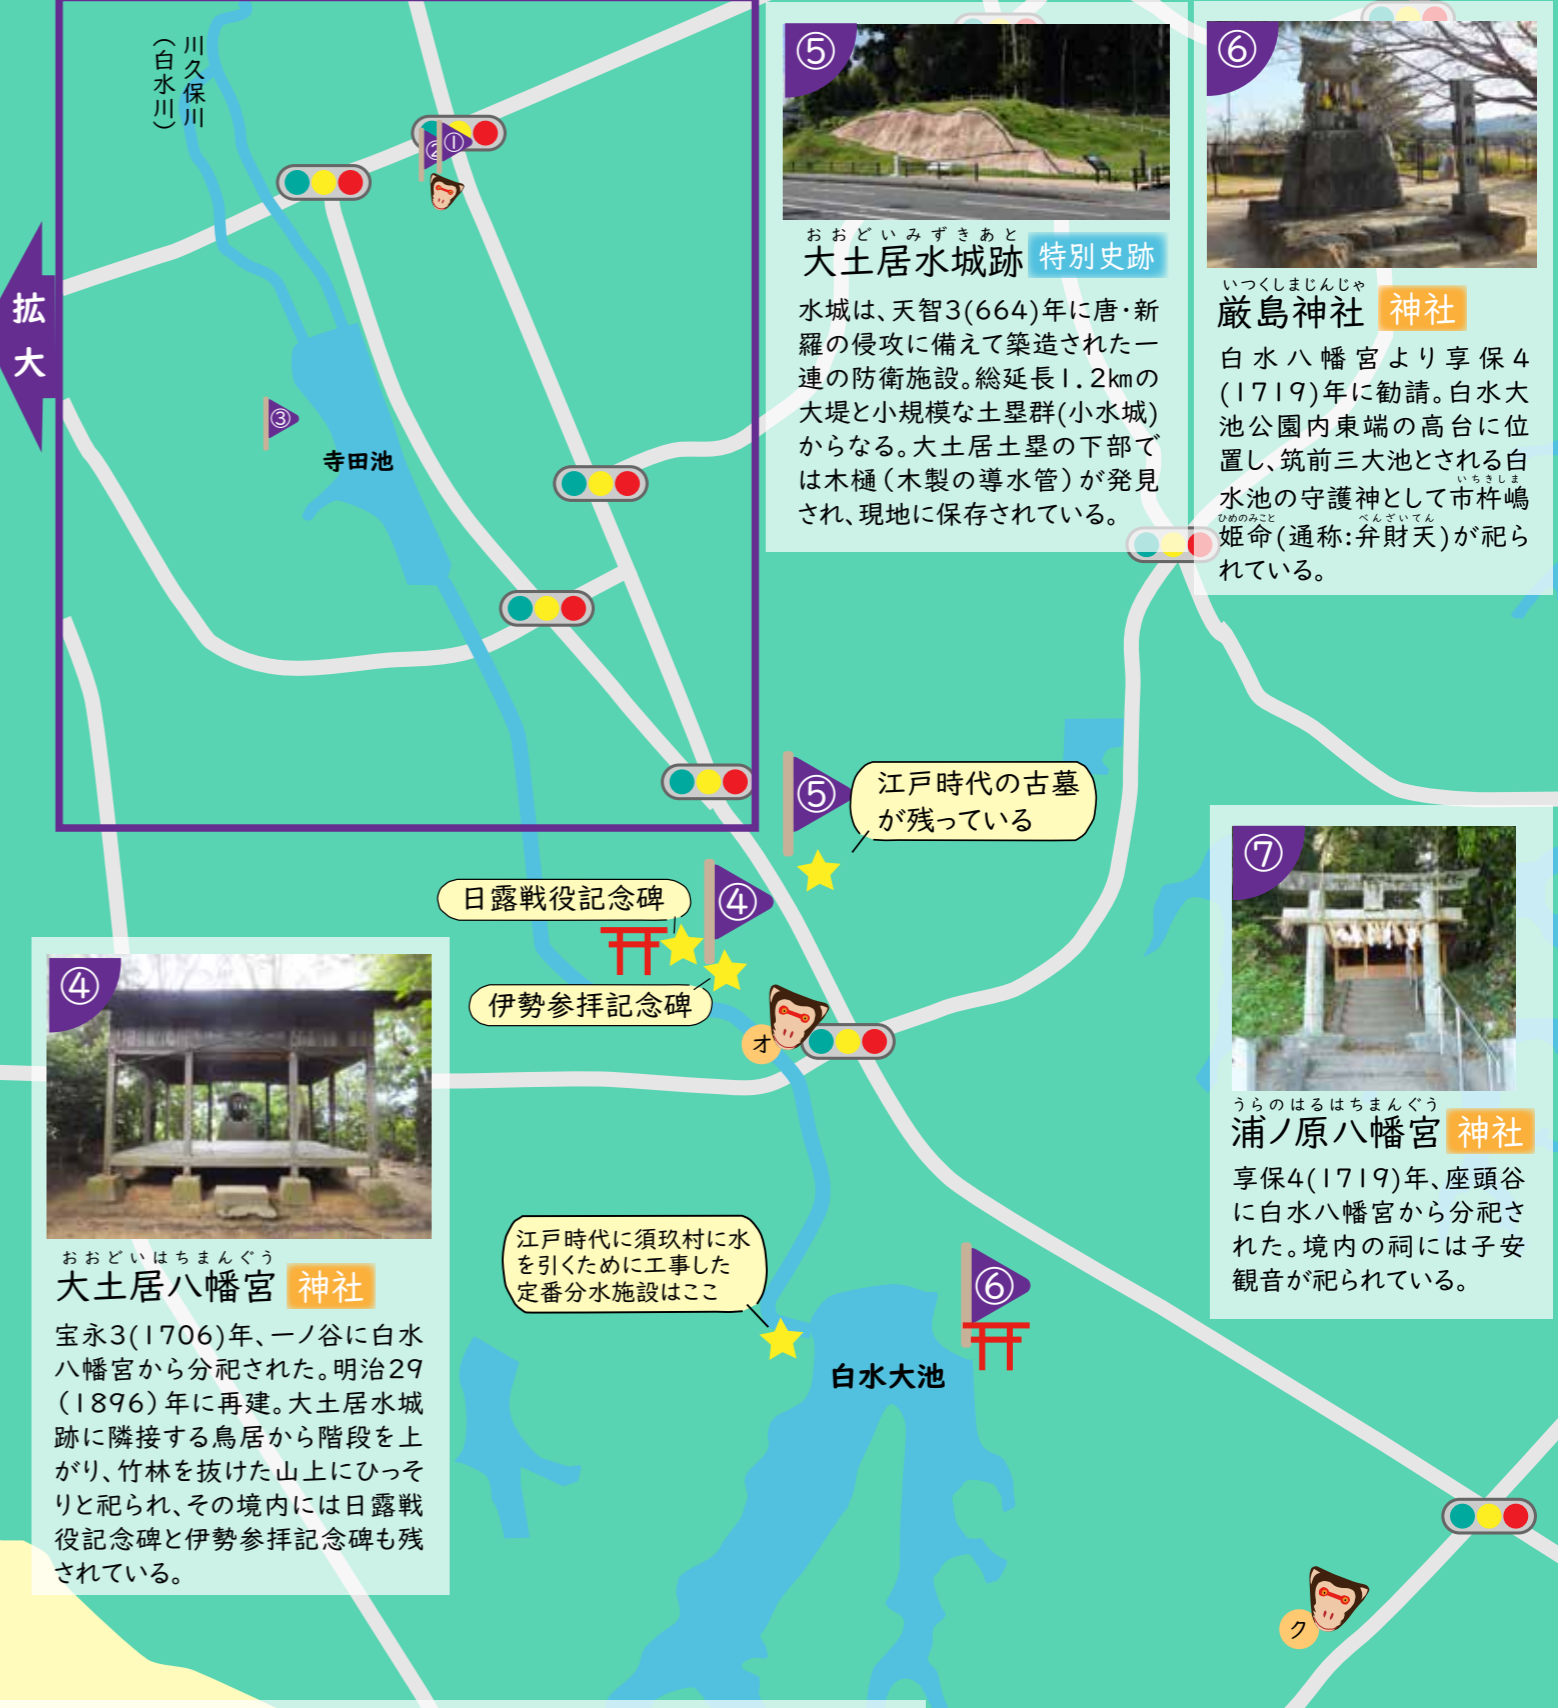 川久保川
（白水川）
①
②
③
寺田池
拡
大
⑤
おおどいみずきあと
大土居水城跡 特別史跡
水城は、天智3(664)年に唐・新
羅の侵攻に備えて築造された一
連の防衛施設。総延長1.2㎞の
大堤と小規模な土塁群(小水城)
からなる。大土居土塁の下部で
は木樋（木製の導水管）が発見
され、現地に保存されている。
⑥
いつくしまじんじゃ
厳島神社 神社
白水八幡宮より享保4
(1719)年に勧請。白水大
池公園内東端の高台に位
置し、筑前三大池とされる白
いちきしま
水池の守護神として市杵嶋
ひめのみこと べんざいてん
姫命(通称:弁財天)が祀ら
れている。
⑤
江戸時代の古墓
が残っている
④
日露戦役記念碑
伊勢参拝記念碑
オ
④
おおどいはちまんぐう
大土居八幡宮 神社
宝永3(1706)年、一ノ谷に白水
八幡宮から分祀された。明治29
（1896）年に再建。大土居水城
跡に隣接する鳥居から階段を上
がり、竹林を抜けた山上にひっそ
りと祀られ、その境内には日露戦
役記念碑と伊勢参拝記念碑も残
されている。
江戸時代に須玖村に水
を引くために工事した
定番分水施設はここ
⑥
白水大池
⑦
うらのはるはちまんぐう
浦ノ原八幡宮 神社
享保4(1719)年、座頭谷
に白水八幡宮から分祀さ
れた。境内の祠には子安
観音が祀られている。
ク